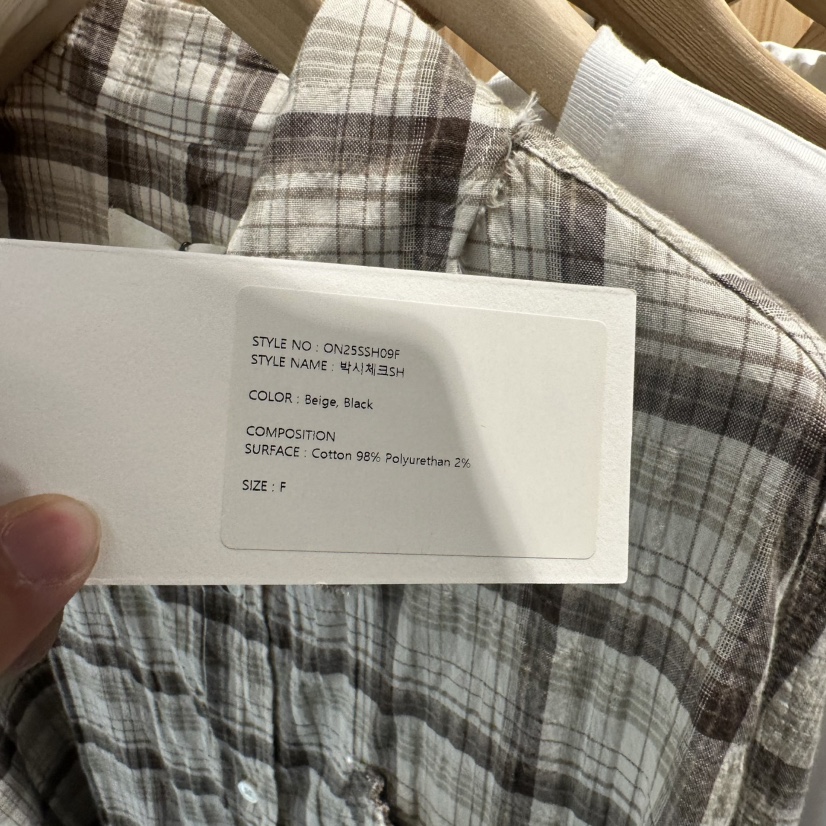 STYLE NO : ON25SSH09F
STYLE NAME : 박시체크SH
COLOR : Beige, Black
COMPOSITION
SURFACE : Cotton 98% Polyurethan 2%
SIZE : F